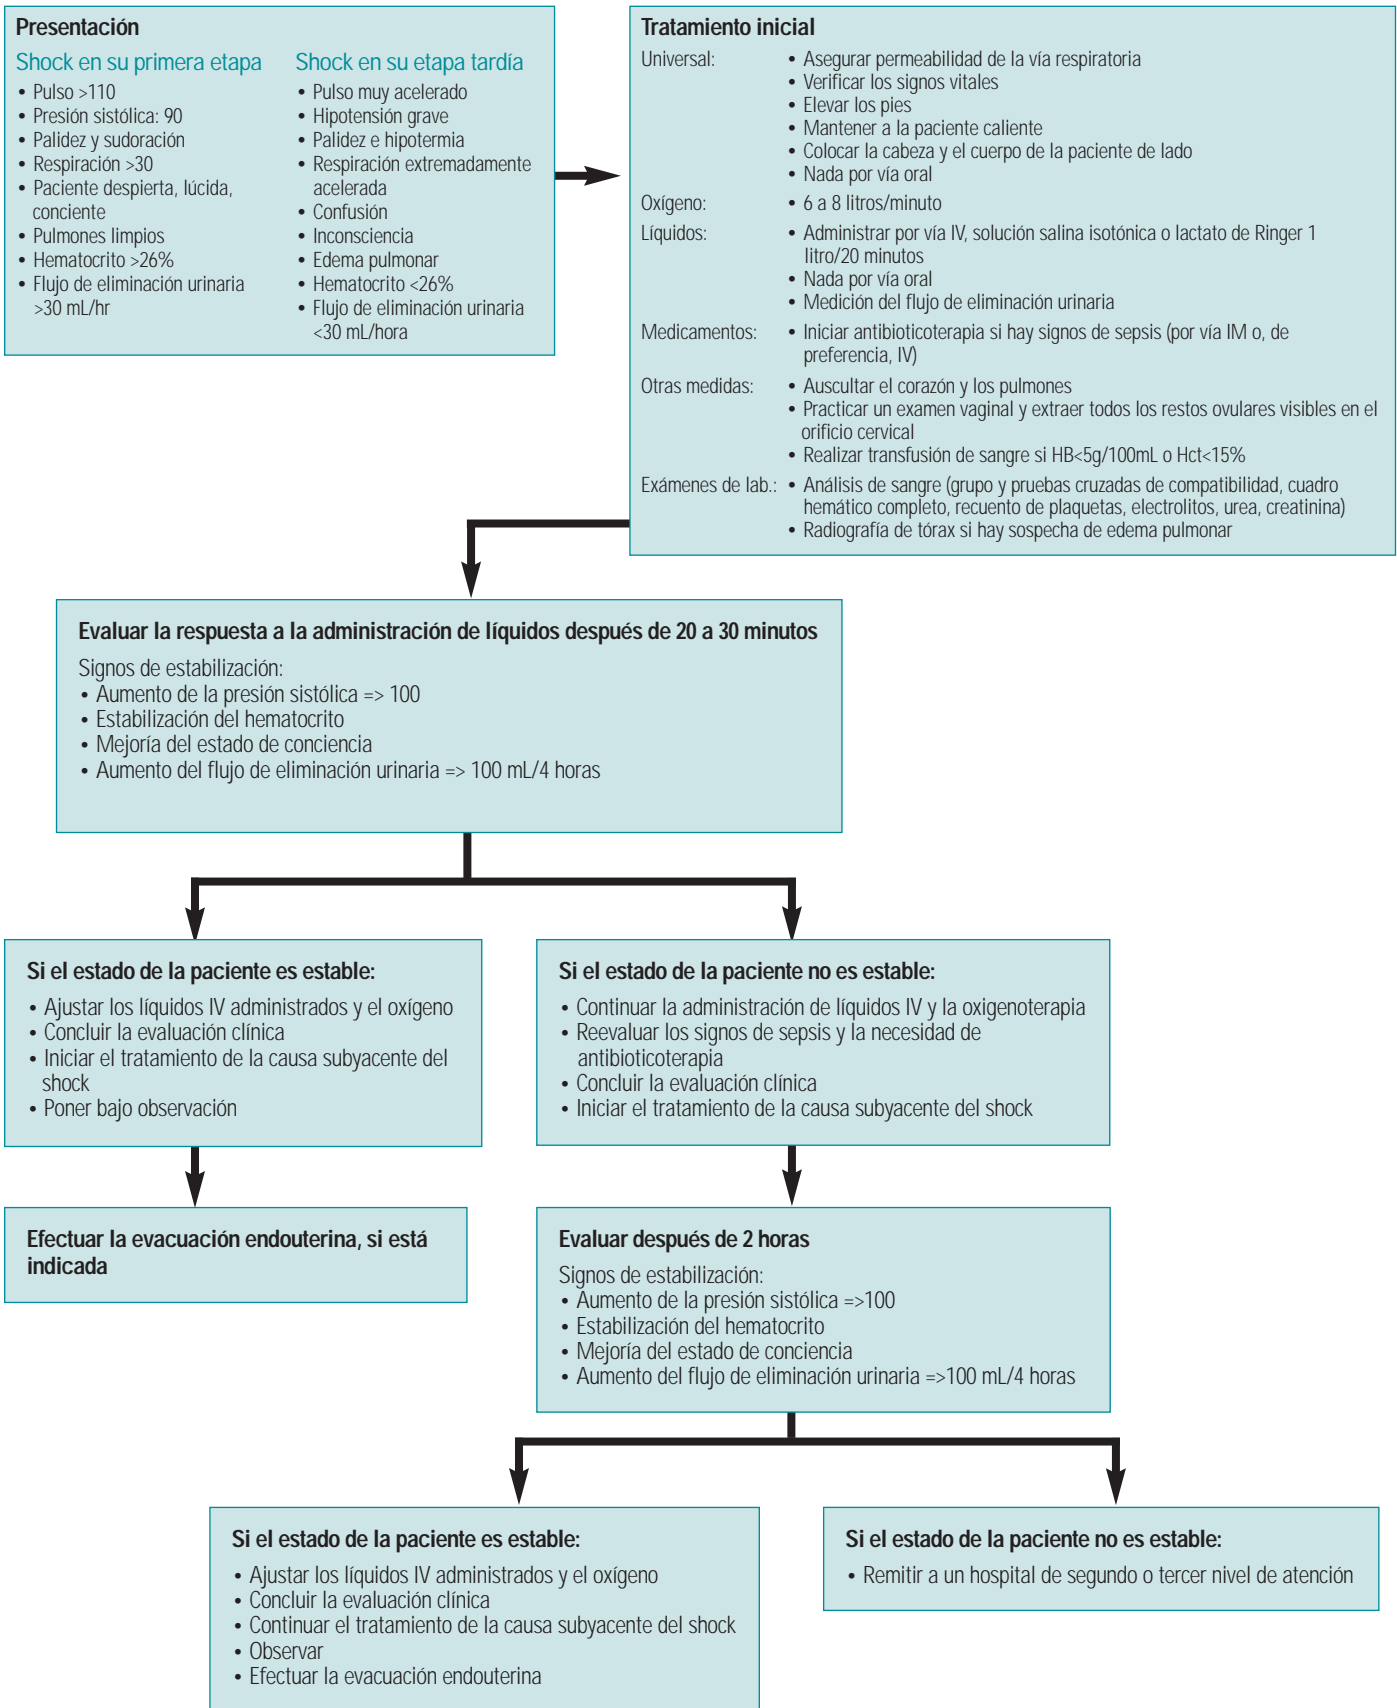 Presentación
Shock en su primera etapa
• Pulso >110
• Presión sistólica: 90
• Palidez y sudoración
• Respiración >30
• Paciente despierta, lúcida,
conciente
• Pulmones limpios
• Hematocrito >26%
• Flujo de eliminación urinaria
>30 mL/hr
Shock en su etapa tardía
• Pulso muy acelerado
• Hipotensión grave
• Palidez e hipotermia
• Respiración extremadamente
acelerada
• Confusión
• Inconsciencia
• Edema pulmonar
• Hematocrito <26%
• Flujo de eliminación urinaria
<30 mL/hora
Tratamiento inicial
Universal: • Asegurar permeabilidad de la vía respiratoria
• Verificar los signos vitales
• Elevar los pies
• Mantener a la paciente caliente
• Colocar la cabeza y el cuerpo de la paciente de lado
• Nada por vía oral
Oxígeno: • 6 a 8 litros/minuto
Líquidos: • Administrar por vía IV, solución salina isotónica o lactato de Ringer 1
litro/20 minutos
• Nada por vía oral
• Medición del flujo de eliminación urinaria
Medicamentos: • Iniciar antibioticoterapia si hay signos de sepsis (por vía IM o, de
preferencia, IV)
Otras medidas: • Auscultar el corazón y los pulmones
• Practicar un examen vaginal y extraer todos los restos ovulares visibles en el
orificio cervical
• Realizar transfusión de sangre si HB<5g/100mL o Hct<15%
Exámenes de lab.: • Análisis de sangre (grupo y pruebas cruzadas de compatibilidad, cuadro
hemático completo, recuento de plaquetas, electrolitos, urea, creatinina)
• Radiografía de tórax si hay sospecha de edema pulmonar
Evaluar la respuesta a la administración de líquidos después de 20 a 30 minutos
Signos de estabilización:
• Aumento de la presión sistólica => 100
• Estabilización del hematocrito
• Mejoría del estado de conciencia
• Aumento del flujo de eliminación urinaria => 100 mL/4 horas
Si el estado de la paciente es estable:
• Ajustar los líquidos IV administrados y el oxígeno
• Concluir la evaluación clínica
• Iniciar el tratamiento de la causa subyacente del
shock
• Poner bajo observación
Si el estado de la paciente no es estable:
• Continuar la administración de líquidos IV y la oxigenoterapia
• Reevaluar los signos de sepsis y la necesidad de
antibioticoterapia
• Concluir la evaluación clínica
• Iniciar el tratamiento de la causa subyacente del shock
Efectuar la evacuación endouterina, si está
indicada
Evaluar después de 2 horas
Signos de estabilización:
• Aumento de la presión sistólica =>100
• Estabilización del hematocrito
• Mejoría del estado de conciencia
• Aumento del flujo de eliminación urinaria =>100 mL/4 horas
Si el estado de la paciente es estable:
• Ajustar los líquidos IV administrados y el oxígeno
• Concluir la evaluación clínica
• Continuar el tratamiento de la causa subyacente del shock
• Observar
• Efectuar la evacuación endouterina
Si el estado de la paciente no es estable:
• Remitir a un hospital de segundo o tercer nivel de atención